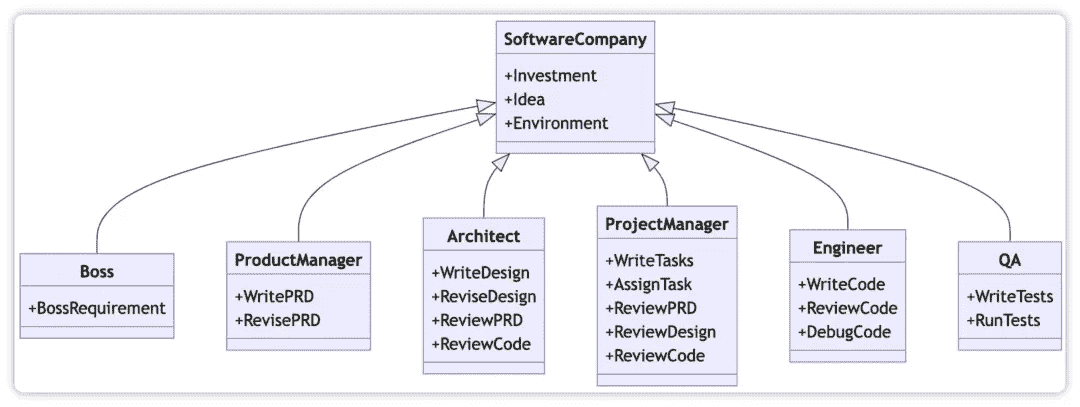 SoftwareCompany
+Investment
+Idea
+Environment
Boss
+BossRequirement
ProductManager
+WritePRD
+RevisePRD
Architect
+WriteDesign
+ReviseDesign
+ReviewPRD
+ReviewCode
ProjectManager
+WriteTasks
+AssignTask
+ReviewPRD
+ReviewDesign
+ReviewCode
Engineer
+WriteCode
+ReviewCode
+DebugCode
QA
+WriteTests
+RunTests